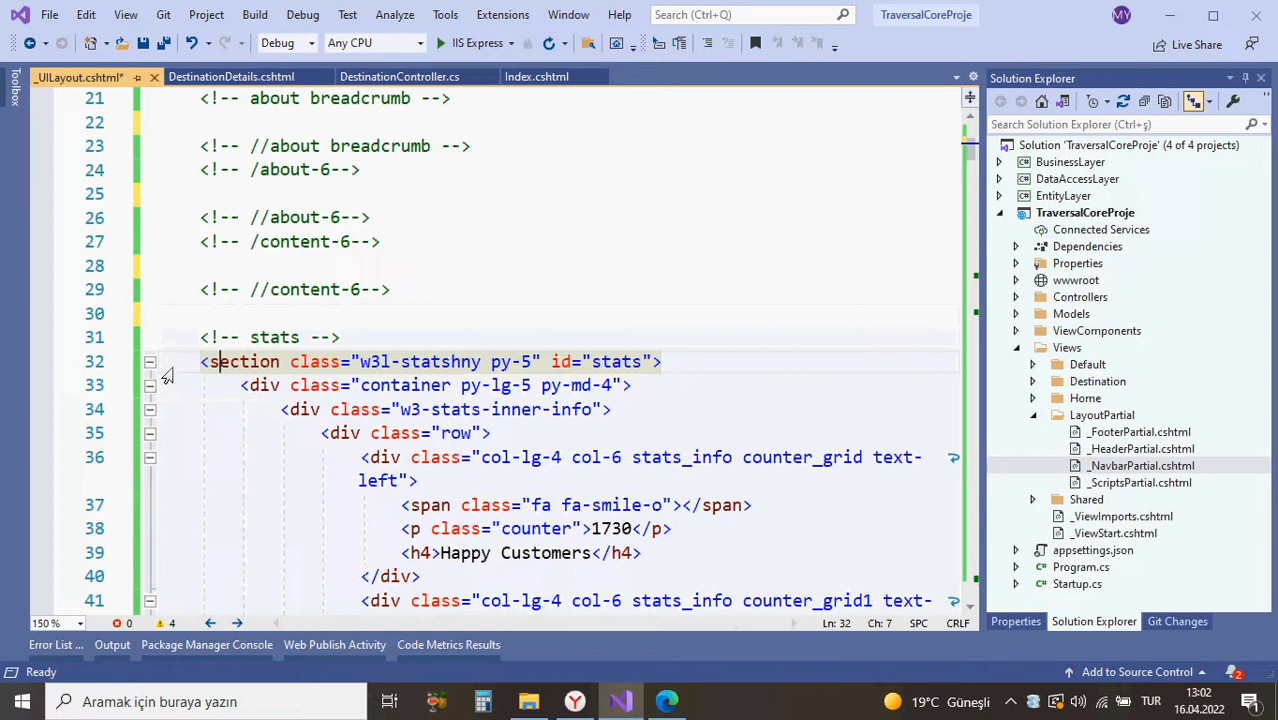 File Edit View Git Project Build Debug Test Analyze Tools Extensions Window Help Search (Ctrl+Q) TraversalCoreProje MY
Debug Any CPU IIS Express Live Share
Toolbox
_UILayout.cshtml* DestinationDetails.cshtml DestinationController.cs Index.cshtml
21 <!-- about breadcrumb -->
22
23 <!-- //about breadcrumb -->
24 <!-- /about-6-->
25
26 <!-- //about-6-->
27 <!-- /content-6-->
28
29 <!-- //content-6-->
30
31 <!-- stats -->
32 <section class="w3l-statshny py-5" id="stats">
33 <div class="container py-lg-5 py-md-4">
34 <div class="w3-stats-inner-info">
35 <div class="row">
36 <div class="col-lg-4 col-6 stats_info counter_grid text-
left">
37 <span class="fa fa-smile-o"></span>
38 <p class="counter">1730</p>
39 <h4>Happy Customers</h4>
40 </div>
41 <div class="col-lg-4 col-6 stats_info counter_grid1 text-
150 % 0 4 Ln: 32 Ch: 7 SPC CRLF
Solution Explorer
Search Solution Explorer (Ctrl+ş)
Solution 'TraversalCoreProje' (4 of 4 projects)
BusinessLayer
DataAccessLayer
EntityLayer
TraversalCoreProje
Connected Services
Dependencies
Properties
wwwroot
Controllers
Models
Views
Default
Destination
Home
LayoutPartial
_FooterPartial.cshtml
_HeaderPartial.cshtml
_NavbarPartial.cshtml
_ScriptsPartial.cshtml
Shared
_ViewImports.cshtml
_ViewStart.cshtml
appsettings.json
Program.cs
Startup.cs
Properties Solution Explorer Git Changes
Error List ... Output Package Manager Console Web Publish Activity Code Metrics Results
Ready Add to Source Control 2
Aramak için buraya yazın 19°C Güneşli TUR 13:02
16.04.2022 1